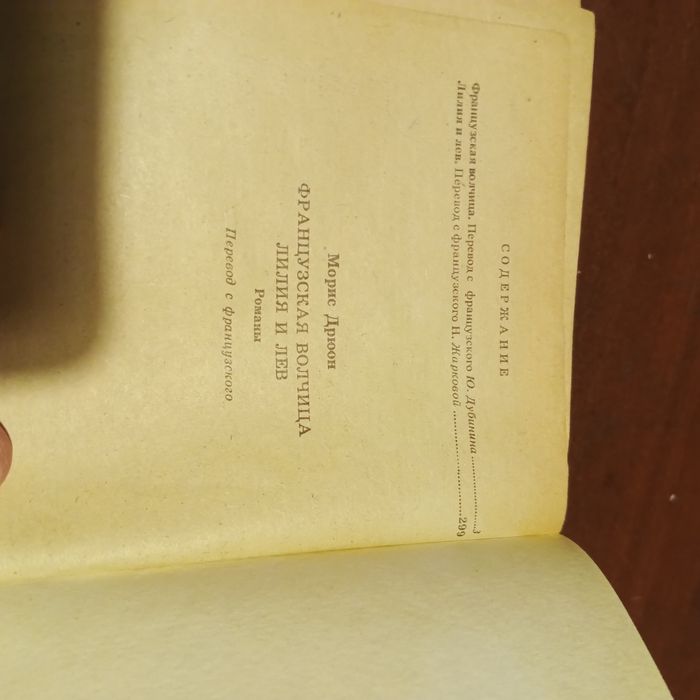 СОДЕРЖАНИЕ
Французская волчица. Перевод с французского Ю. Дубинина ................... 3
Лилия и лев. Перевод с французского Н. Жарковой ................... 299
Морис Дрюон
ФРАНЦУЗСКАЯ ВОЛЧИЦА
ЛИЛИЯ И ЛЕВ
Романы
Перевод с французского